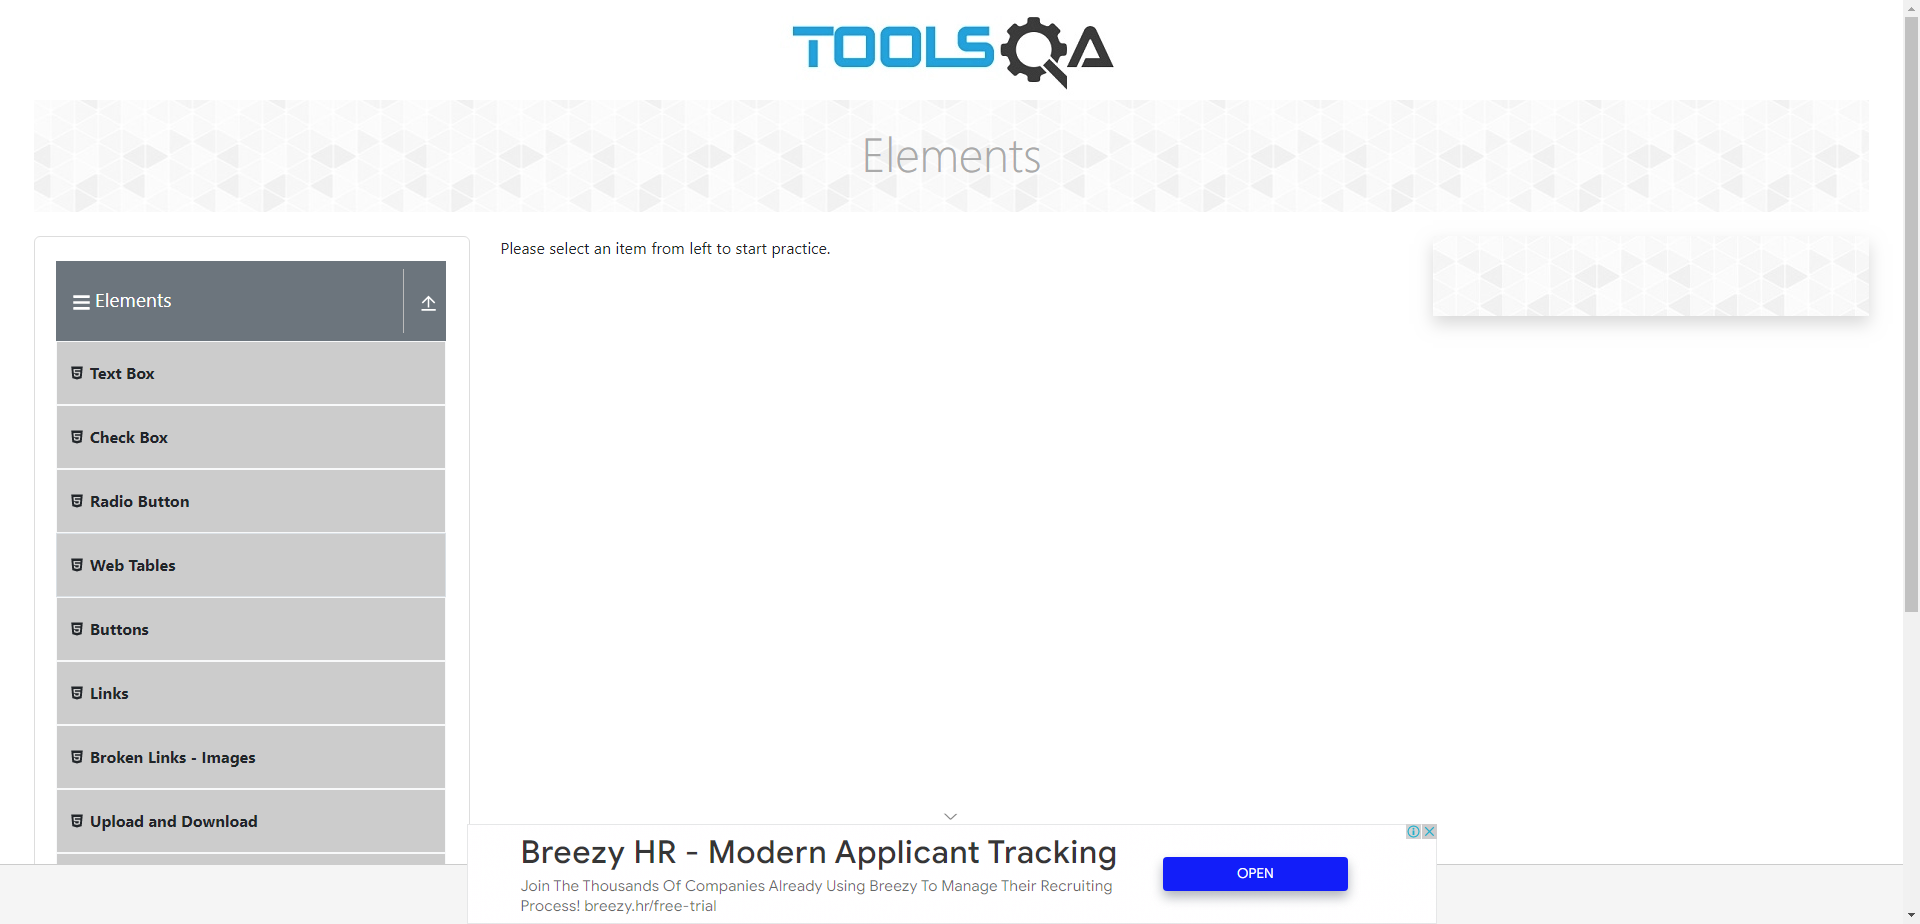 TOOLSQA
Elements
Elements
Text Box
Check Box
Radio Button
Web Tables
Buttons
Links
Broken Links - Images
Upload and Download
Please select an item from left to start practice.
Breezy HR - Modern Applicant Tracking
Join The Thousands Of Companies Already Using Breezy To Manage Their Recruiting
Process! breezy.hr/free-trial
OPEN